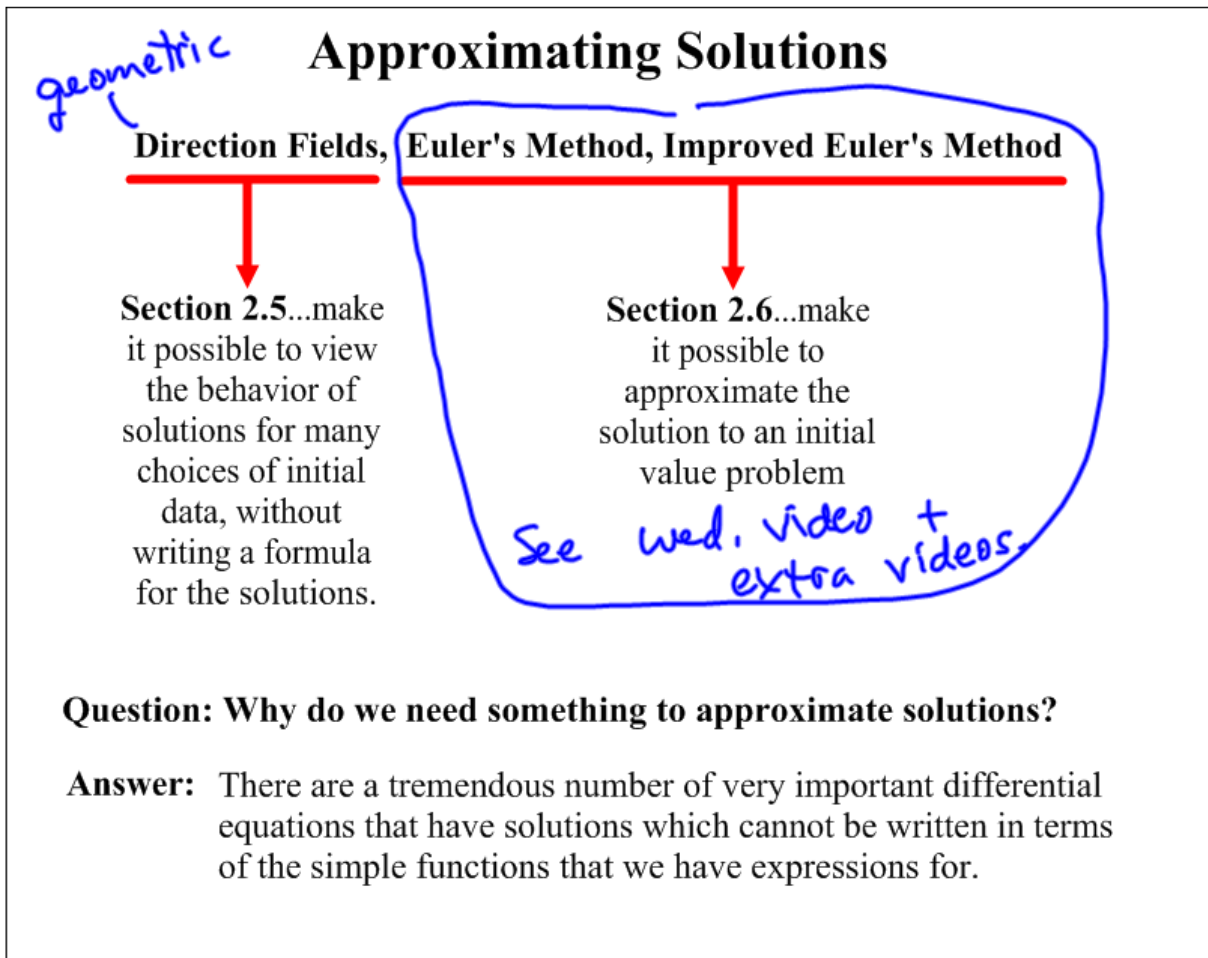 Approximating Solutions
geometric
Direction Fields, Euler's Method, Improved Euler's Method
Section 2.5...make
it possible to view
the behavior of
solutions for many
choices of initial
data, without
writing a formula
for the solutions.
Section 2.6...make
it possible to
approximate the
solution to an initial
value problem
See wed. video +
extra videos.
Question: Why do we need something to approximate solutions?
Answer: There are a tremendous number of very important differential
equations that have solutions which cannot be written in terms
of the simple functions that we have expressions for.